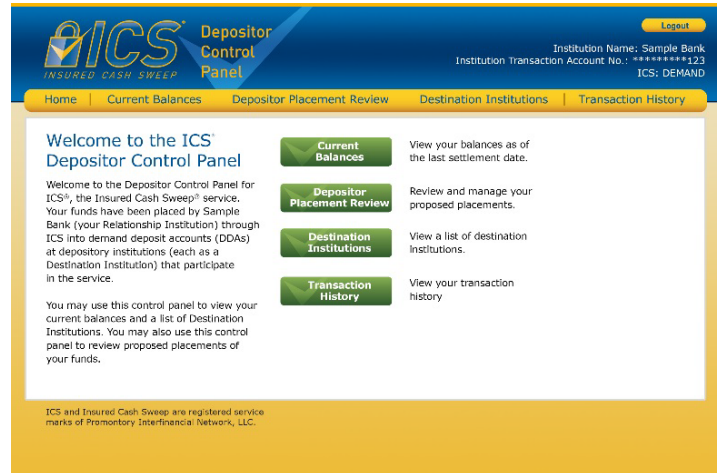 ICS®
INSURED CASH SWEEP
Depositor
Control
Panel
Logout
Institution Name: Sample Bank
Institution Transaction Account No.: *********123
ICS: DEMAND
Home | Current Balances Depositor Placement Review Destination Institutions | Transaction History
Welcome to the ICS®
Depositor Control Panel
Welcome to the Depositor Control Panel for
ICS®, the Insured Cash Sweep® service.
Your funds have been placed by Sample
Bank (your Relationship Institution) through
ICS into demand deposit accounts (DDAs)
at depository institutions (each as a
Destination Institution) that participate
in the service.
You may use this control panel to view your
current balances and a list of Destination
Institutions. You may also use this control
panel to review proposed placements of
your funds.
Current
Balances
View your balances as of
the last settlement date.
Depositor
Placement Review
Review and manage your
proposed placements.
Destination
Institutions
View a list of destination
institutions.
Transaction
History
View your transaction
history
ICS and Insured Cash Sweep are registered service
marks of Promontory Interfinancial Network, LLC.